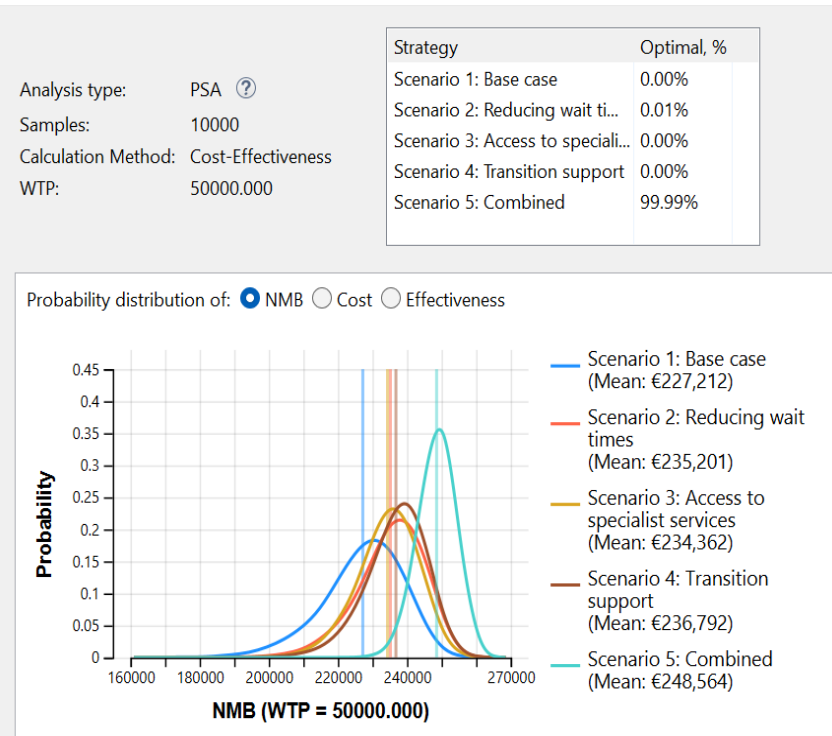 Analysis type: PSA ?
Samples: 10000
Calculation Method: Cost-Effectiveness
WTP: 50000.000
Strategy Optimal, %
Scenario 1: Base case 0.00%
Scenario 2: Reducing wait ti... 0.01%
Scenario 3: Access to speciali... 0.00%
Scenario 4: Transition support 0.00%
Scenario 5: Combined 99.99%
Probability distribution of: NMB Cost Effectiveness
0.45
0.4
0.35
0.3
0.25
0.2
0.15
0.1
0.05
0
Probability
160000 180000 200000 220000 240000 270000
NMB (WTP = 50000.000)
Scenario 1: Base case
(Mean: €227,212)
Scenario 2: Reducing wait
times
(Mean: €235,201)
Scenario 3: Access to
specialist services
(Mean: €234,362)
Scenario 4: Transition
support
(Mean: €236,792)
Scenario 5: Combined
(Mean: €248,564)